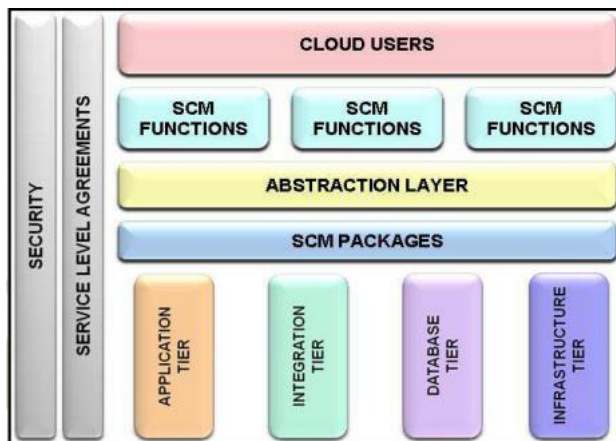 SECURITY
SERVICE LEVEL AGREEMENTS
CLOUD USERS
SCM
FUNCTIONS
SCM
FUNCTIONS
SCM
FUNCTIONS
ABSTRACTION LAYER
SCM PACKAGES
APPLICATION
TIER
INTEGRATION
TIER
DATABASE
TIER
INFRASTRUCTURE
TIER